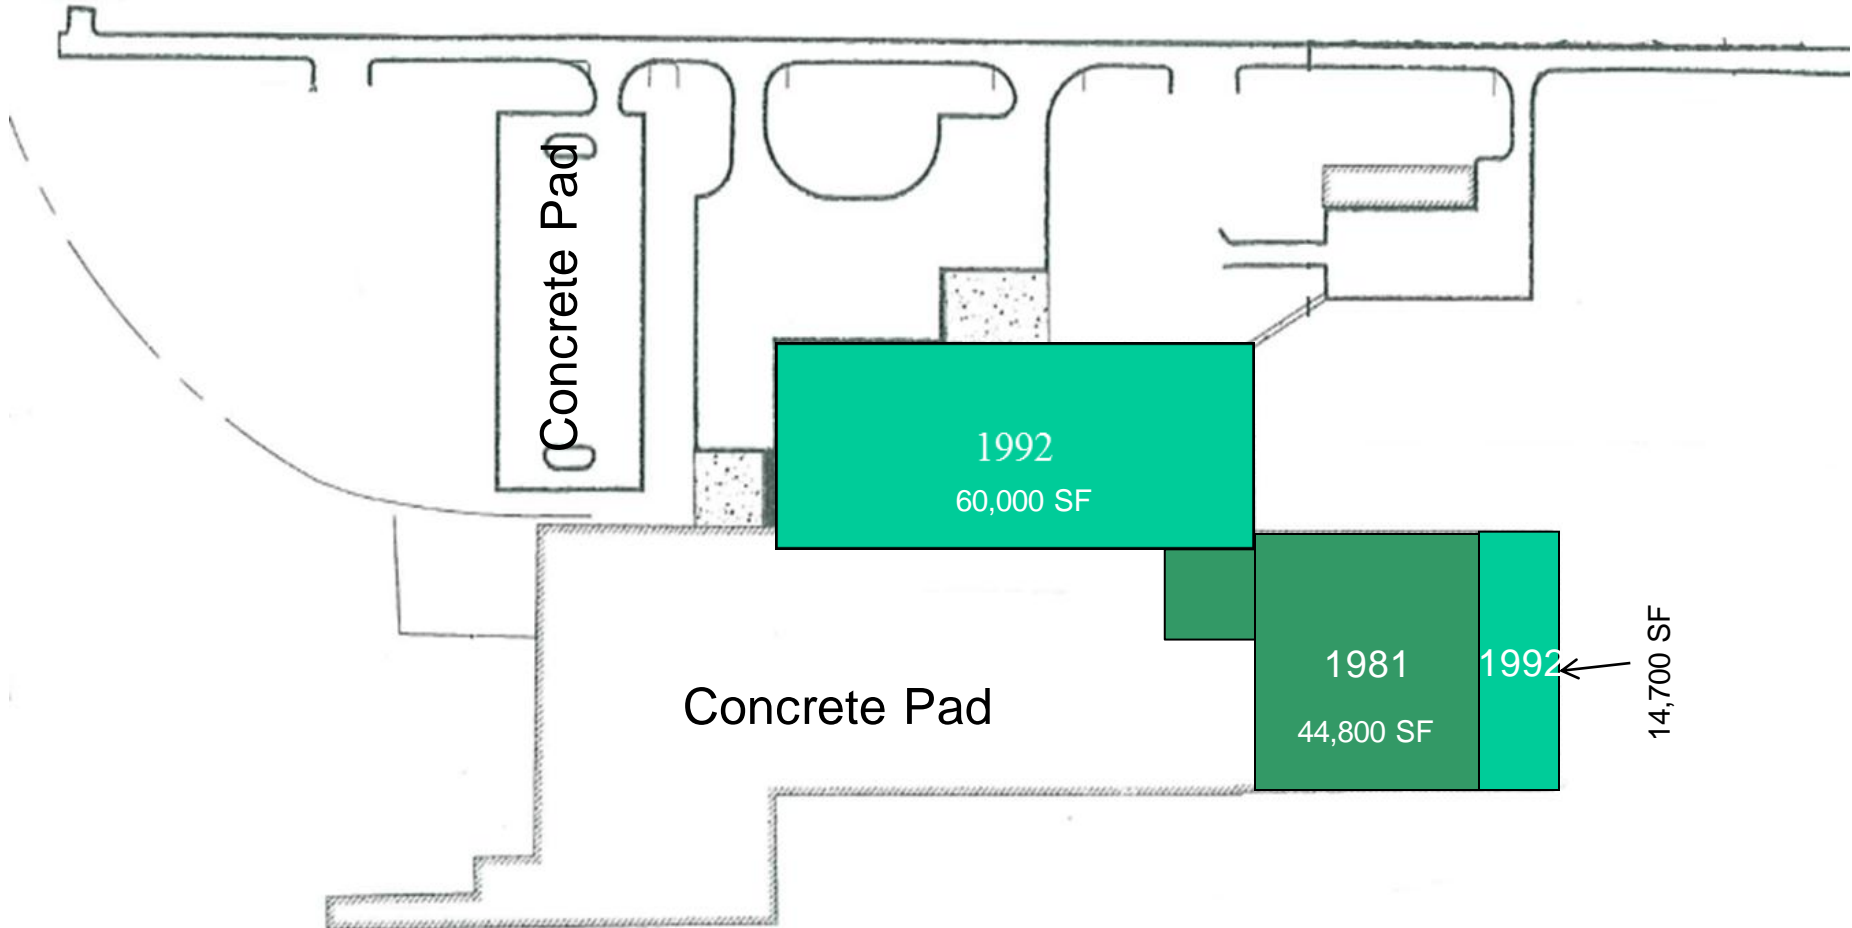 Concrete Pad
1992
60,000 SF
1981
44,800 SF
1992
14,700 SF
Concrete Pad